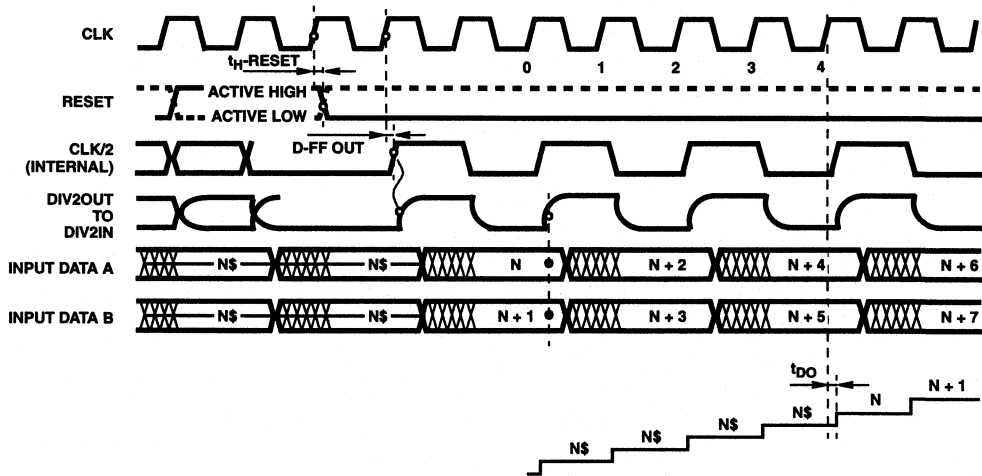 CLK
tH-RESET
0 1 2 3 4
RESET
ACTIVE HIGH
ACTIVE LOW
D-FF OUT
CLK/2
(INTERNAL)
DIV2OUT
TO
DIV2IN
INPUT DATA A
N$ N$ N N + 2 N + 4 N + 6
INPUT DATA B
N$ N$ N + 1 N + 3 N + 5 N + 7
tDO
N$ N$ N$ N$ N N + 1